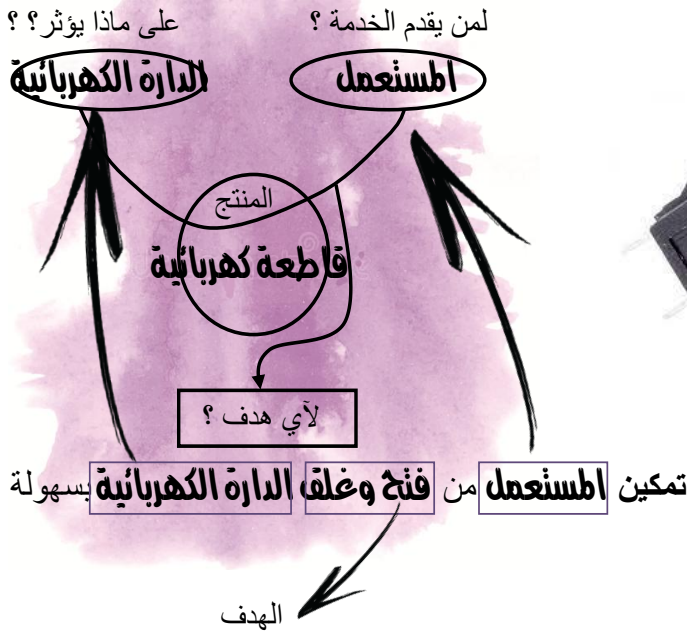 لمن يقدم الخدمة ؟
على ماذا يؤثر؟ ؟
المستعمل
الدارة الكهربائية
المنتج
قاطعة كهربائية
لآي هدف ؟
تمكين المستعمل من فتح وغلق الدارة الكهربائية بسهولة
الهدف